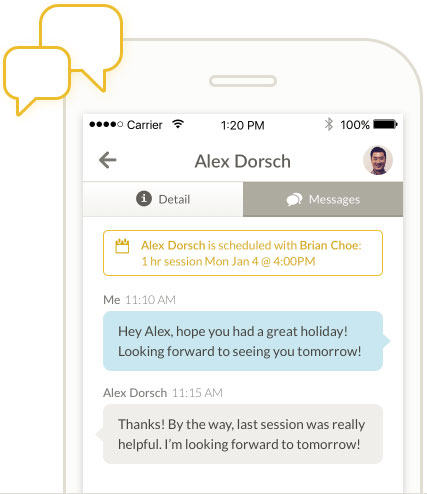 Carrier 1:20 PM 100%
Alex Dorsch
Detail Messages
Alex Dorsch is scheduled with Brian Choe:
1 hr session Mon Jan 4 @ 4:00PM
Me 11:10 AM
Hey Alex, hope you had a great holiday!
Looking forward to seeing you tomorrow!
Alex Dorsch 11:15 AM
Thanks! By the way, last session was really
helpful. I'm looking forward to tomorrow!